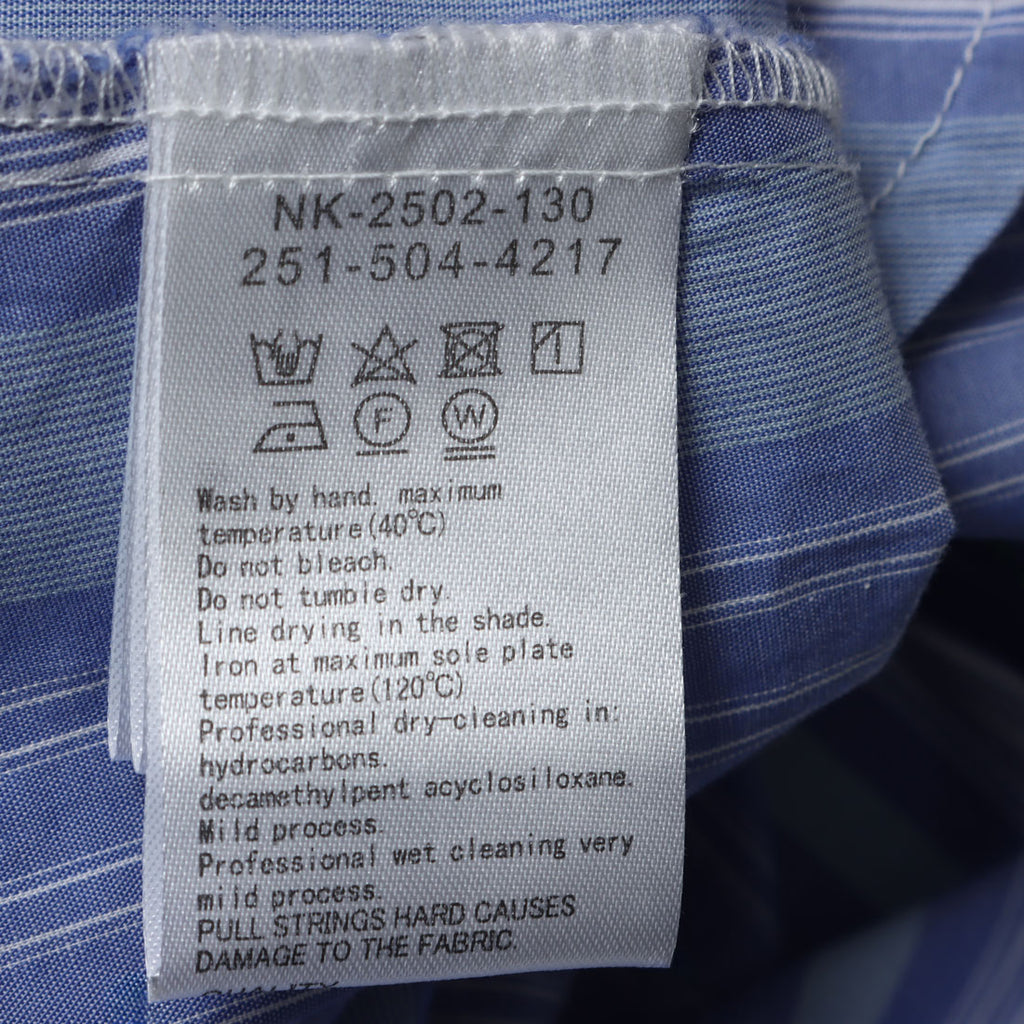 NK-2502-130
251-504-4217
F W
Wash by hand. maximum
temperature(40℃)
Do not bleach.
Do not tumble dry.
Line drying in the shade.
Iron at maximum sole plate
temperature(120℃)
Professional dry-cleaning in:
hydrocarbons.
decamethylpent acyclosiloxane.
Mild process.
Professional wet cleaning very
mild process.
PULL STRINGS HARD CAUSES
DAMAGE TO THE FABRIC.